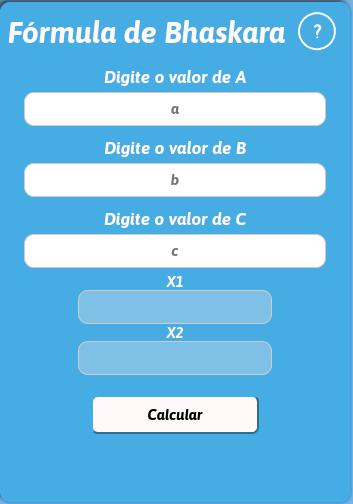 Fórmula de Bhaskara ?
Digite o valor de A
a
Digite o valor de B
b
Digite o valor de C
c
X1
X2
Calcular